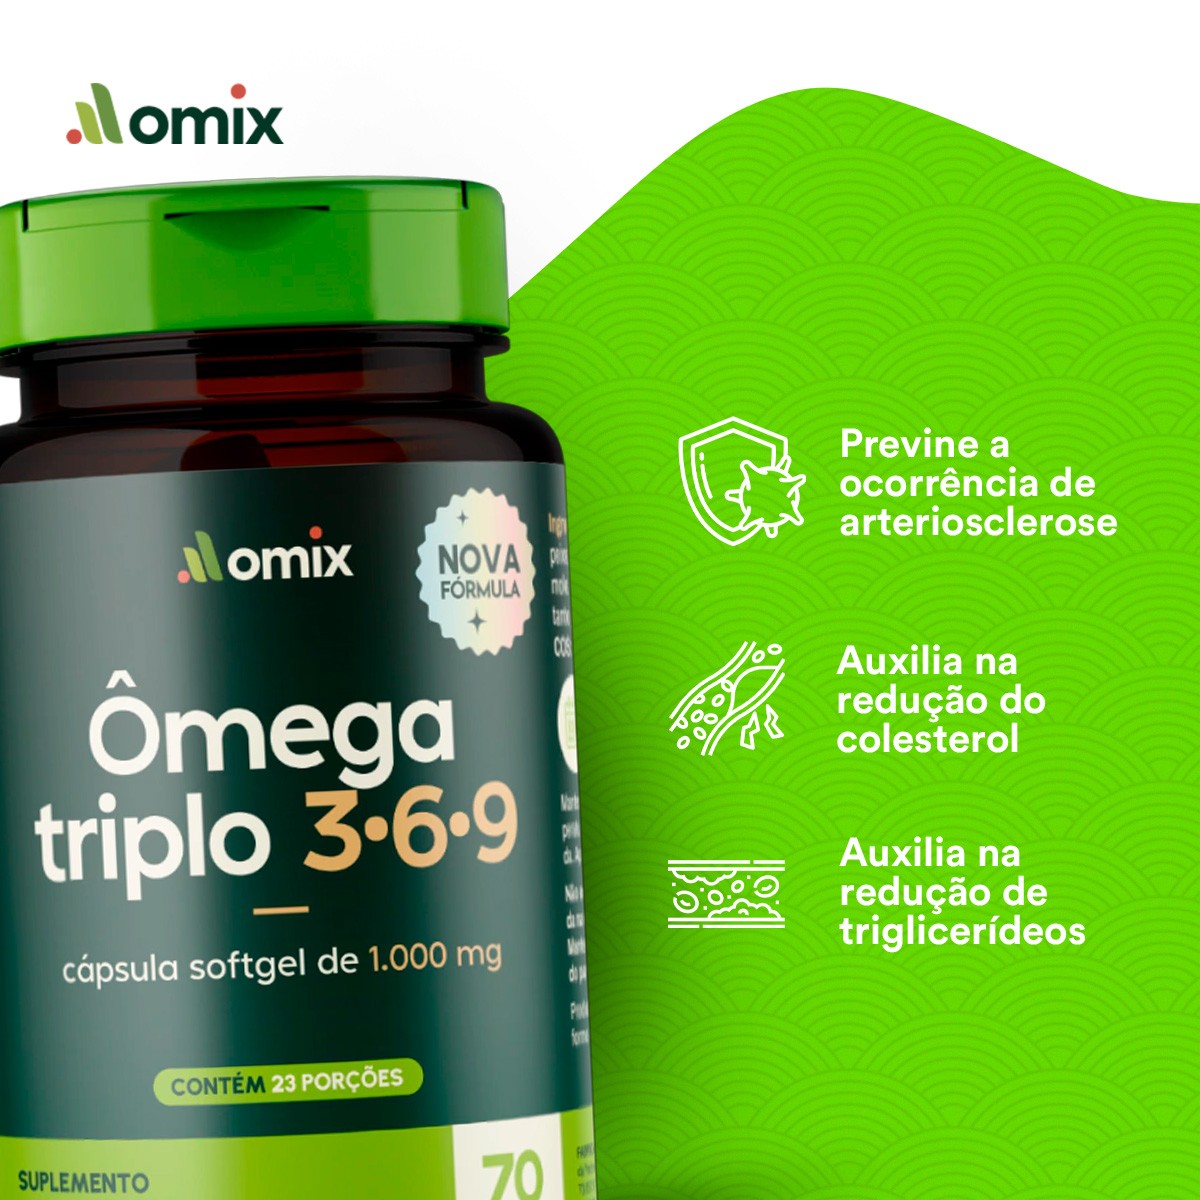 omix
omix
NOVA
FÓRMULA
Ômega
triplo 3•6•9
cápsula softgel de 1.000 mg
CONTÉM 23 PORÇÕES
SUPLEMENTO
70
Previne a
ocorrência de
arteriosclerose
Auxilia na
redução do
colesterol
Auxilia na
redução de
triglicerídeos